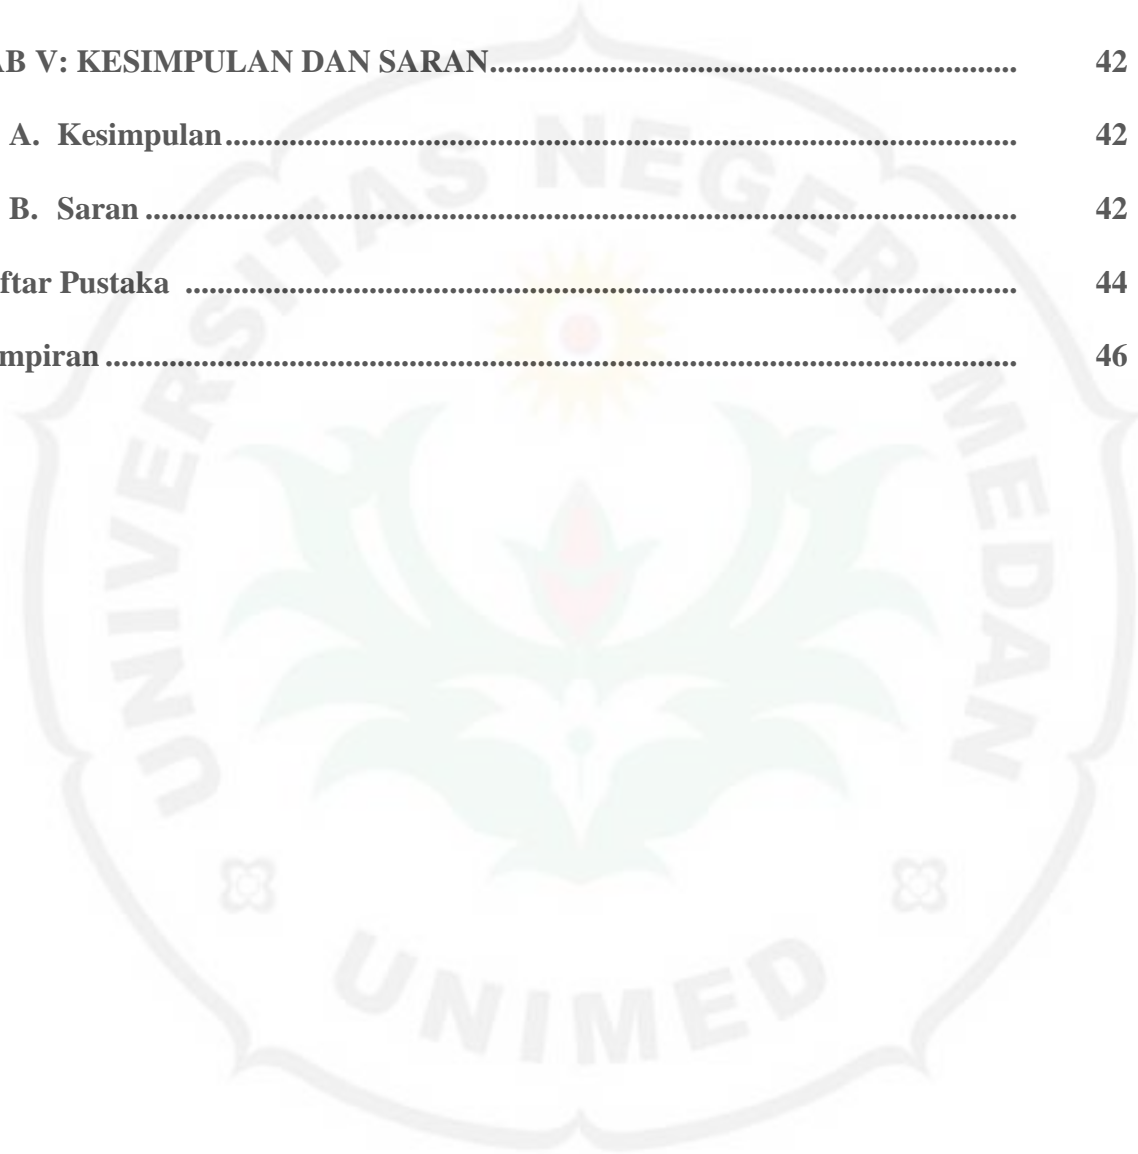 AB V: KESIMPULAN DAN SARAN.................................................................. 42
A. Kesimpulan................................................................................................... 42
B. Saran ............................................................................................................. 42
ftar Pustaka ........................................................................................................ 44
mpiran .................................................................................................................. 46
UNIVERSITAS NEGERI MEDAN
UNIMED